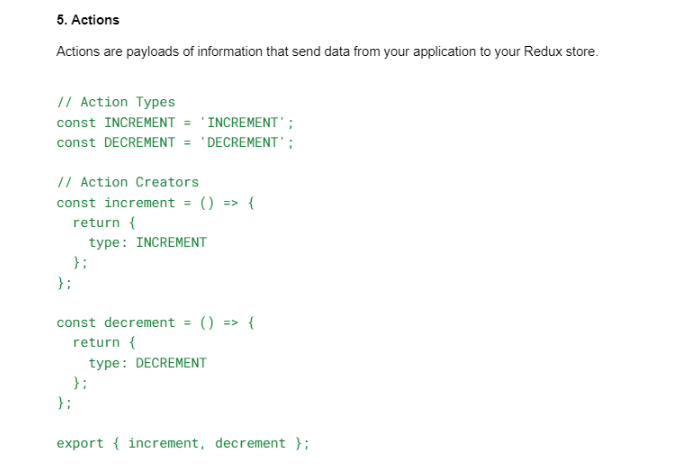 5. Actions
Actions are payloads of information that send data from your application to your Redux store.
// Action Types
const INCREMENT = 'INCREMENT';
const DECREMENT = 'DECREMENT';
// Action Creators
const increment = () => {
  return {
    type: INCREMENT
  };
};
const decrement = () => {
  return {
    type: DECREMENT
  };
};
export { increment, decrement };